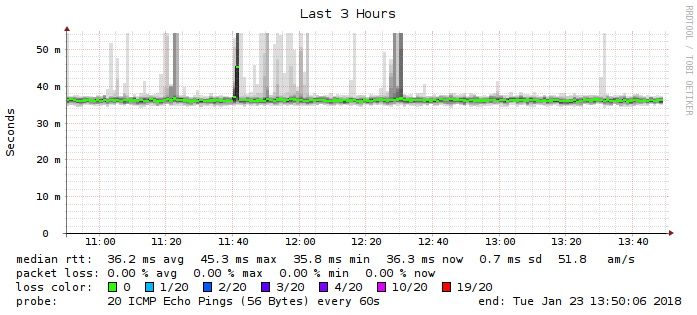 Last 3 Hours
RRDTOOL / TOBI OETIKER
Seconds
50 m
40 m
30 m
20 m
10 m
0
11:00 11:20 11:40 12:00 12:20 12:40 13:00 13:20 13:40
median rtt: 36.2 ms avg 45.3 ms max 35.8 ms min 36.3 ms now 0.7 ms sd 51.8 am/s
packet loss: 0.00 % avg 0.00 % max 0.00 % min 0.00 % now
loss color: 0 1/20 2/20 3/20 4/20 10/20 19/20
probe: 20 ICMP Echo Pings (56 Bytes) every 60s end: Tue Jan 23 13:50:06 2018